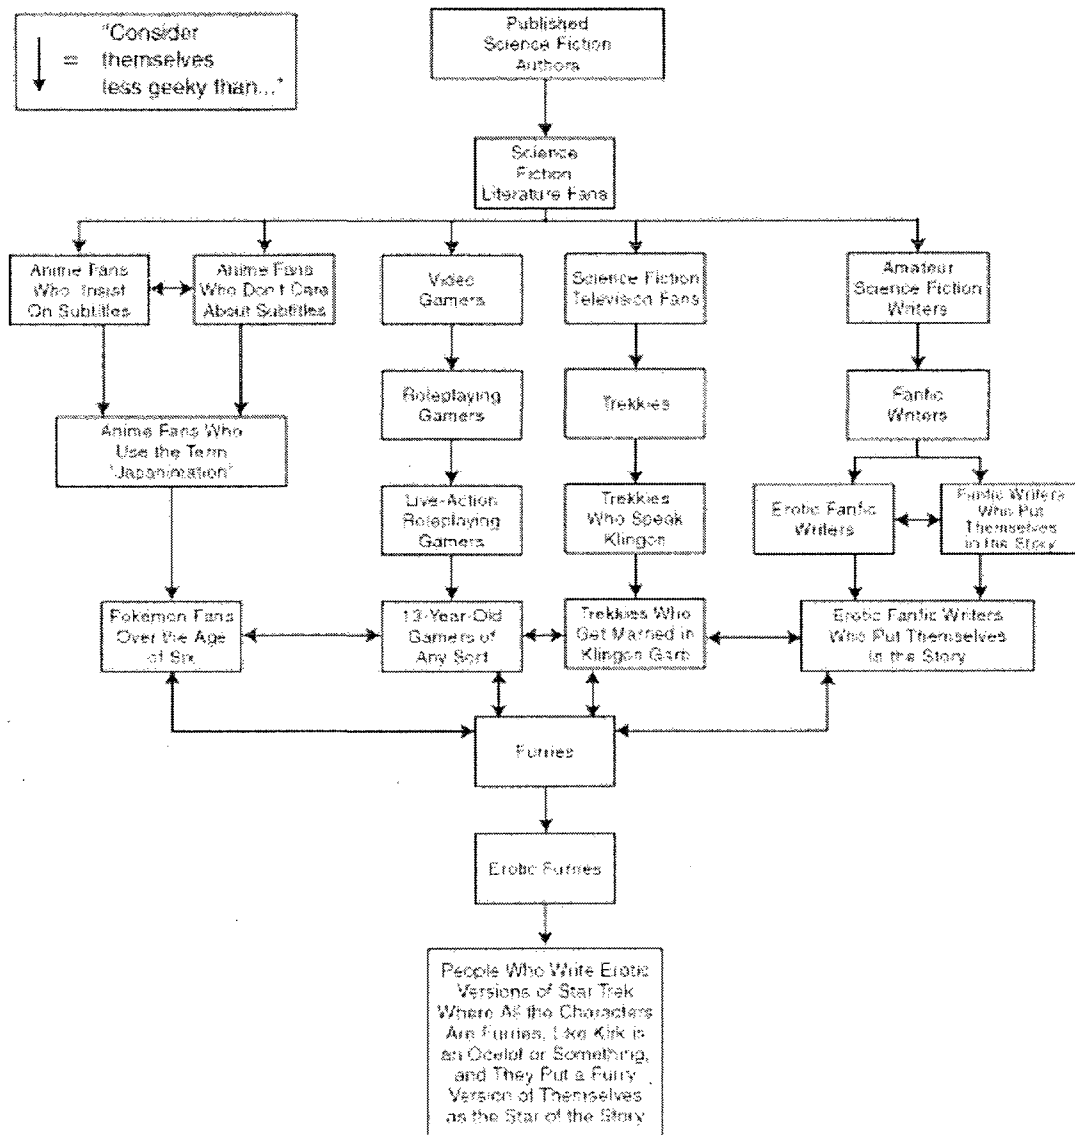 "Consider
= themselves
less geeky than..."
Published
Science Fiction
Authors
Science
Fiction
Literature Fans
Anime Fans
Who Insist
On Subtitles
Anime Fans
Who Don't Care
About Subtitles
Video
Gamers
Science Fiction
Television Fans
Amateur
Science Fiction
Writers
Roleplaying
Gamers
Trekkies
Fanfic
Writers
Anime Fans Who
Use the Term
"Japanimation"
Live-Action
Roleplaying
Gamers
Trekkies
Who Speak
Klingon
Erotic Fanfic
Writers
Fanfic Writers
Who Put
Themselves
in the Story
Pokemon Fans
Over the Age
of Six
13-Year-Old
Gamers of
Any Sort
Trekkies Who
Get Married in
Klingon Garb
Erotic Fanfic Writers
Who Put Themselves
in the Story
Furries
Erotic Furries
People Who Write Erotic
Versions of Star Trek
Where All the Characters
Are Furries, Like Kirk is
an Ocelot or Something,
and They Put a Furry
Version of Themselves
as the Star of the Story